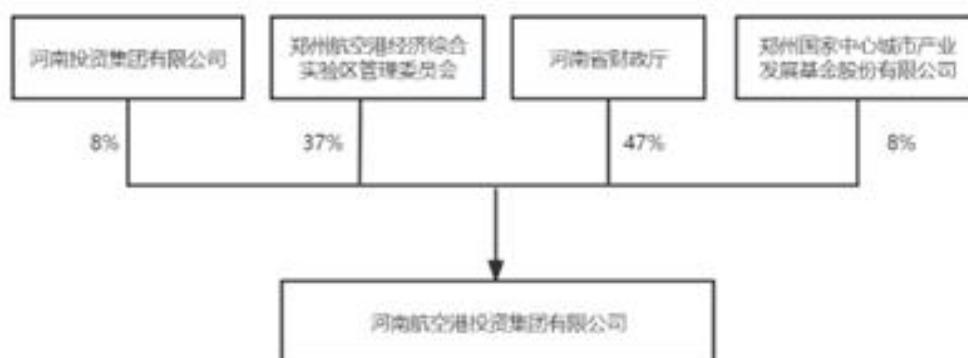 河南投资集团有限公司
郑州航空港经济综合
实验区管理委员会
河南省财政厅
郑州国家中心城市产业
发展基金股份有限公司
8%
37%
47%
8%
河南航空港投资集团有限公司